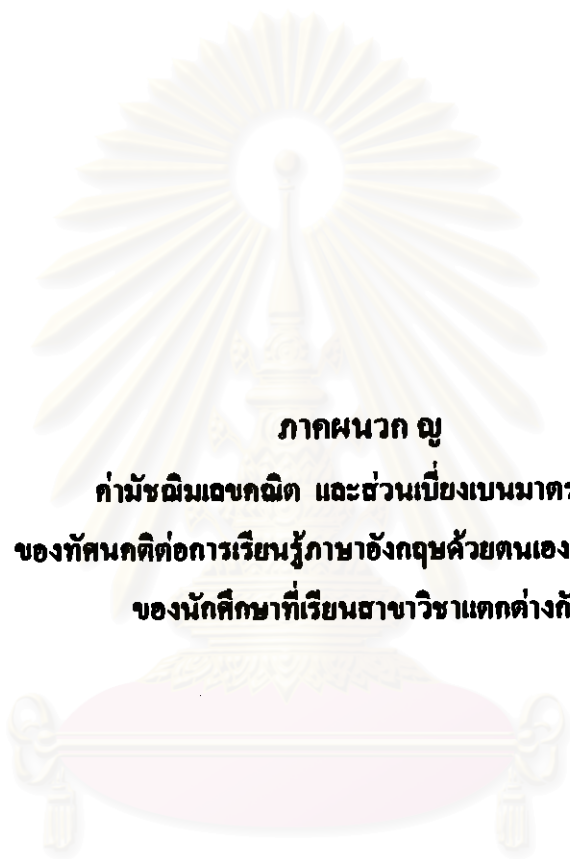 ภาคผนวก ญ
ค่ามัชฌิมเลขคณิต และส่วนเบี่ยงเบน
ของทัศนคติต่อการเรียนรู้ภาษาอังกฤษด้วยตนเอง
ของนักศึกษาที่เรียนสาขาวิชาแตกต่าง